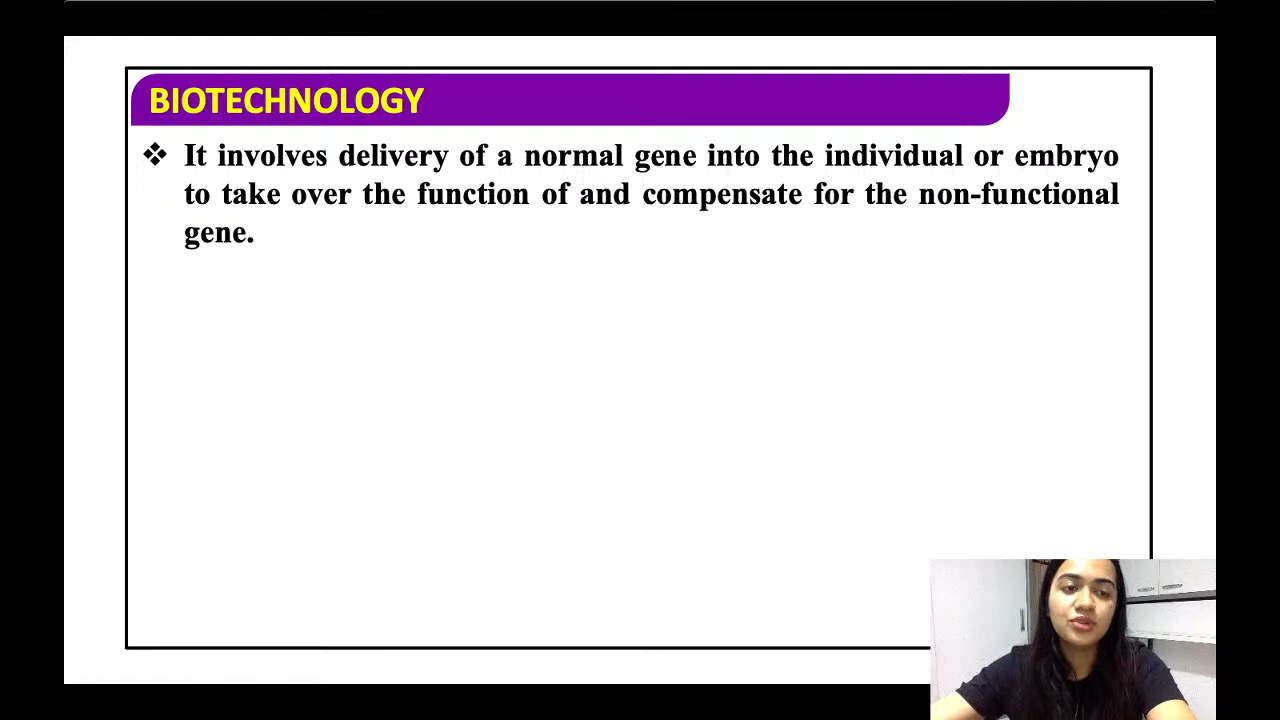 BIOTECHNOLOGY
❖ It involves delivery of a normal gene into the individual or embryo
to take over the function of and compensate for the non-functional
gene.